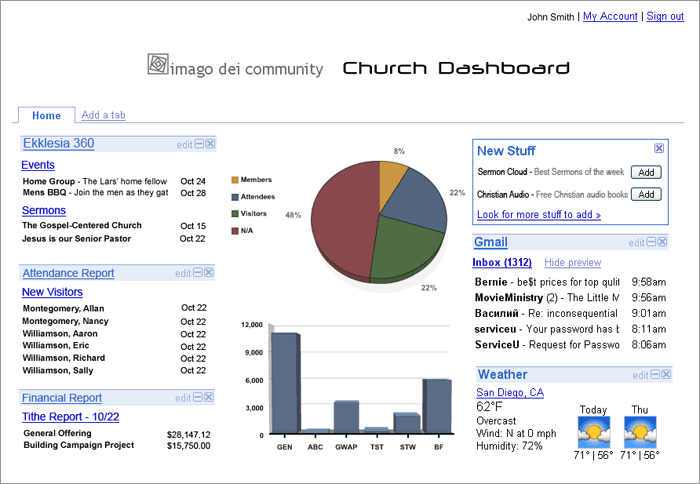 John Smith | My Account | Sign out
imago dei community Church Dashboard
Home Add a tab
Ekklesia 360 edit
Events
Home Group - The Lars' home fellow Oct 24
Mens BBQ - Join the men as they gat Oct 28
Sermons
The Gospel-Centered Church Oct 15
Jesus is our Senior Pastor Oct 22
Attendance Report edit
New Visitors
Montegomery, Allan Oct 22
Montegomery, Nancy Oct 22
Williamson, Aaron Oct 22
Williamson, Eric Oct 22
Williamson, Richard Oct 22
Williamson, Sally Oct 22
Financial Report edit
Tithe Report - 10/22
General Offering $28,147.12
Building Campaign Project $15,750.00
Members
Attendees
Visitors
N/A
8%
22%
48%
22%
12,000
9,000
6,000
3,000
0
GEN ABC GWAP TST STW BF
New Stuff
Sermon Cloud - Best Sermons of the week Add
Christian Audio - Free Christian audio books Add
Look for more stuff to add »
Gmail edit
Inbox (1312) Hide preview
Bernie - be$t prices for top qulit 9:58am
MovieMinistry (2) - The Little M 9:56am
Василий - Re: inconsequential 9:01am
serviceu - Your password has b 8:11am
ServiceU - Request for Passwo 8:06am
Weather edit
San Diego, CA
62°F
Overcast
Wind: N at 0 mph
Humidity: 72%
Today Thu
71° | 56° 71° | 56°